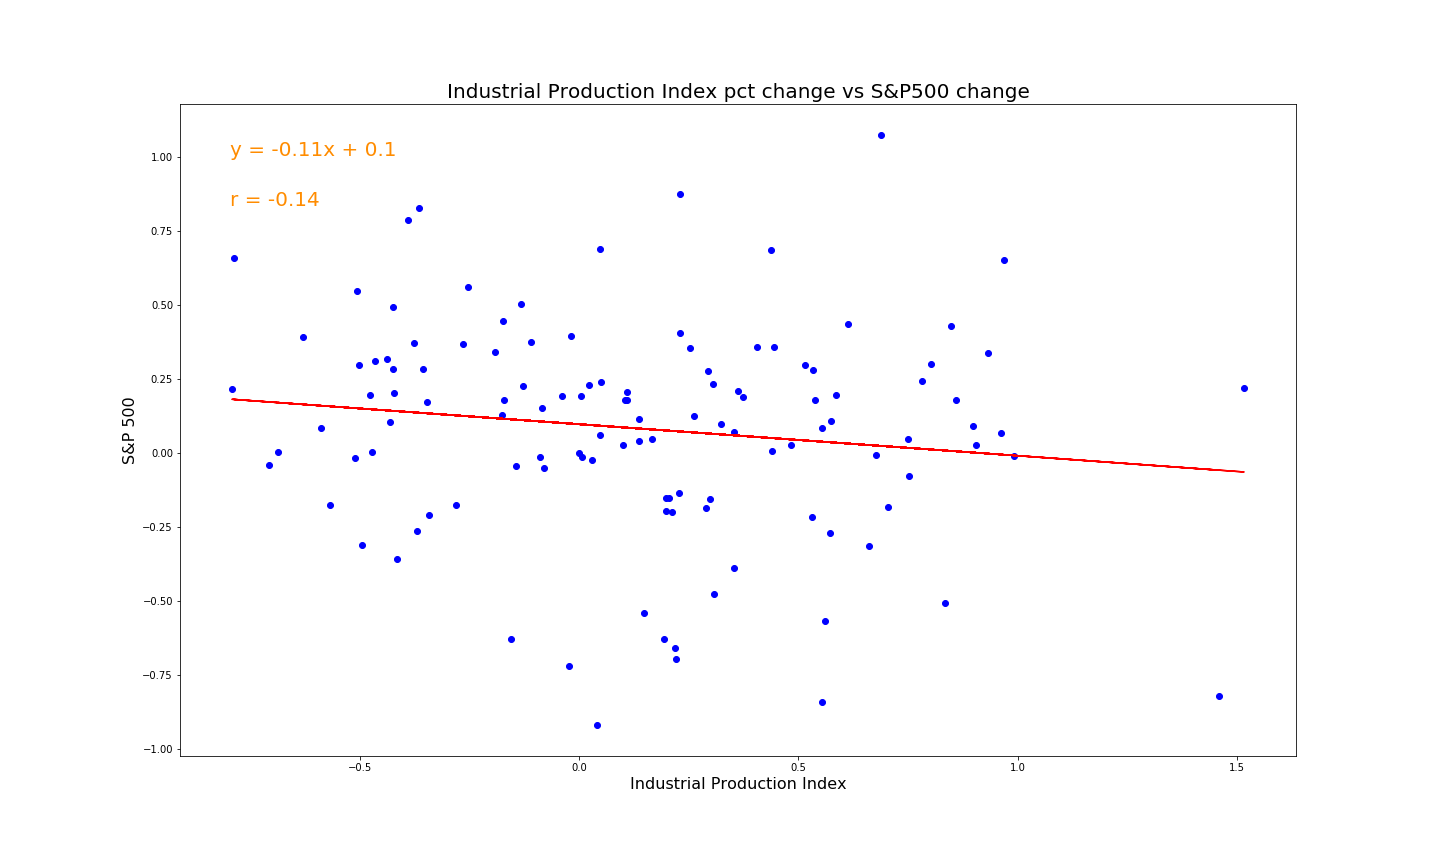 Industrial Production Index pct change vs S&P500 change
y = -0.11x + 0.1
r = -0.14
S&P 500
1.00
0.75
0.50
0.25
0.00
−0.25
−0.50
−0.75
−1.00
−0.5 0.0 0.5 1.0 1.5
Industrial Production Index